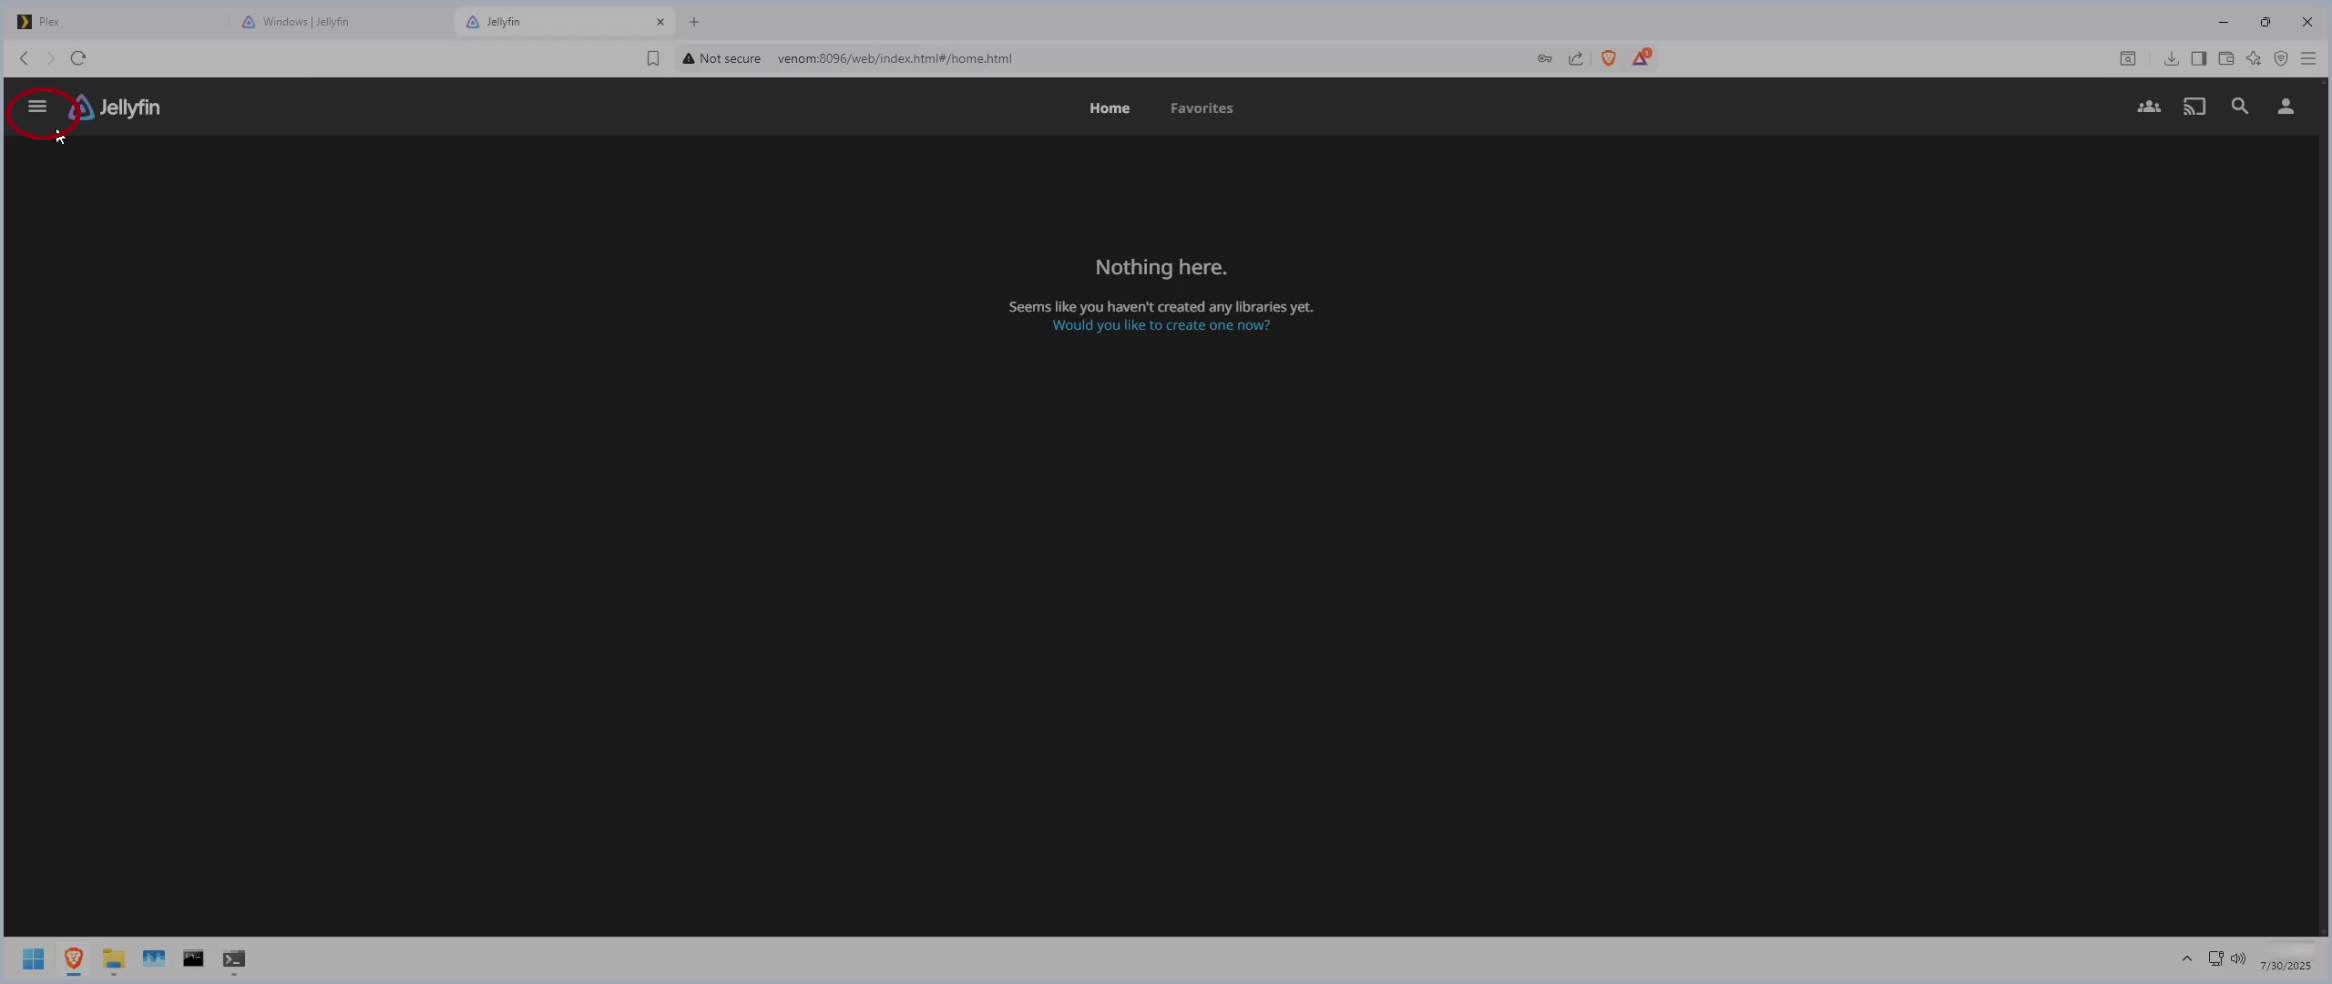 Plex
Windows | Jellyfin
Jellyfin
Not secure
venom:8096/web/index.html#/home.html
1
Jellyfin
Home
Favorites
Nothing here.
Seems like you haven't created any libraries yet.
Would you like to create one now?
7/30/2025